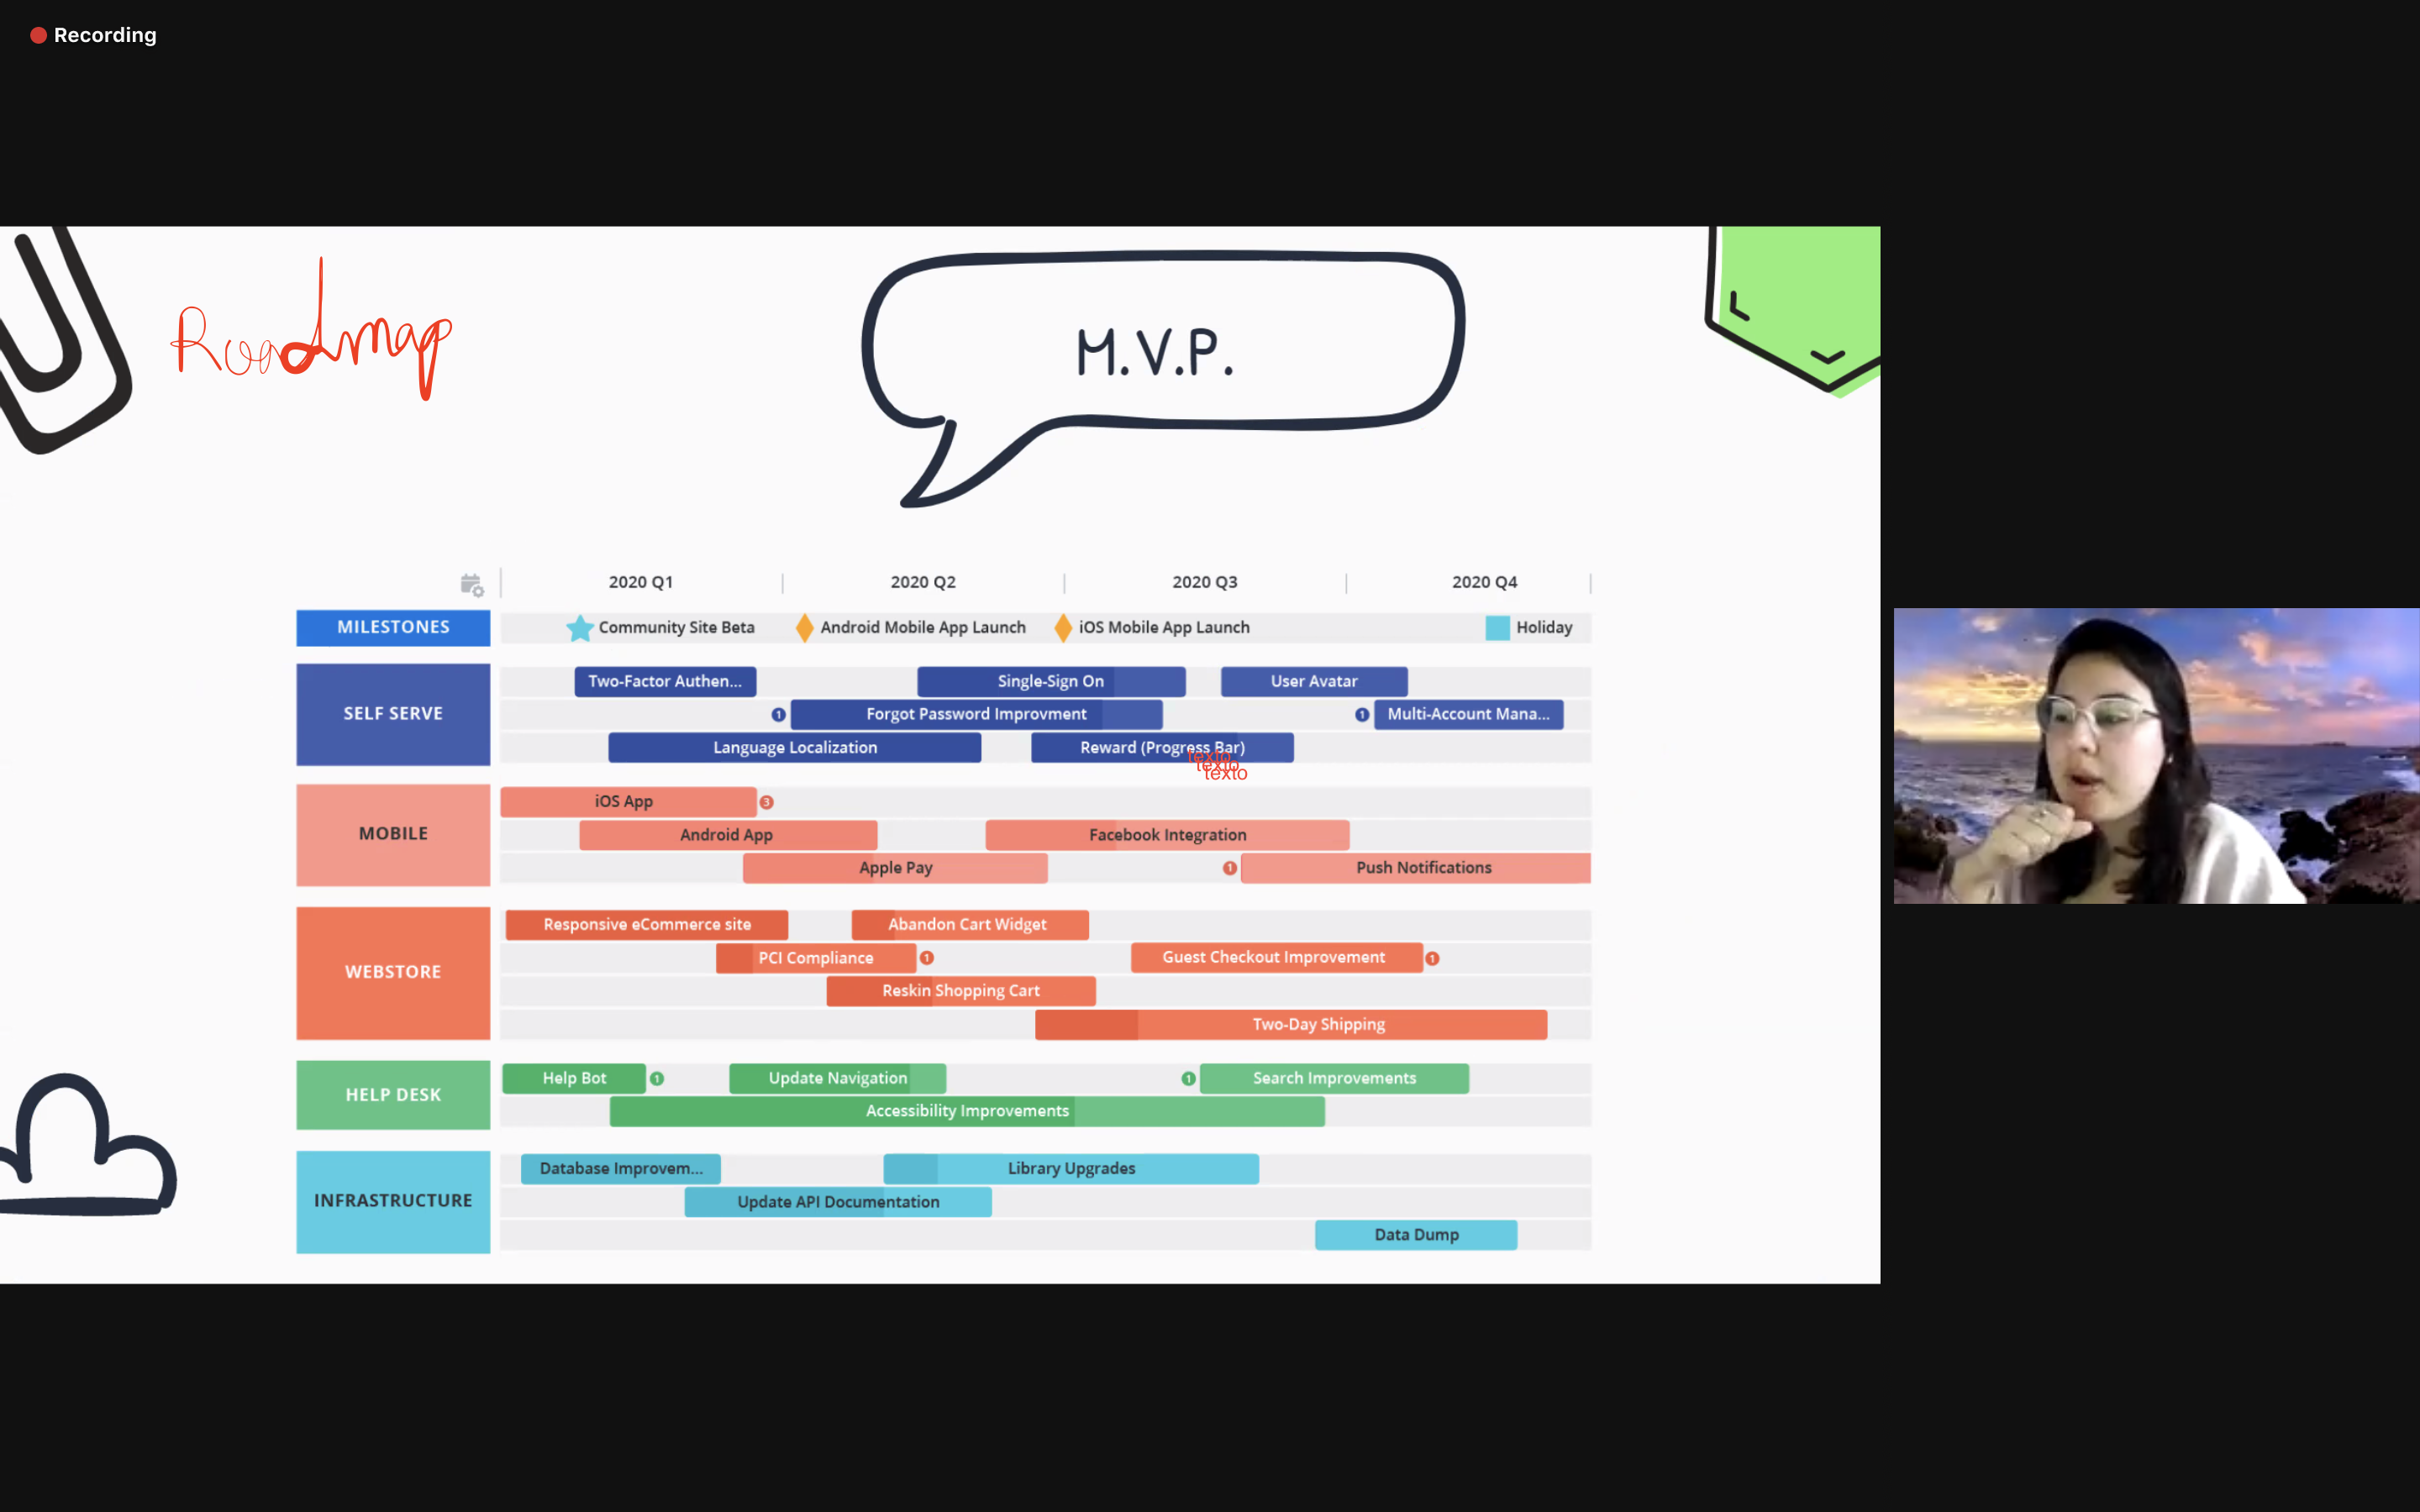 Recording
Roadmap
M.V.P.
2020 Q1 2020 Q2 2020 Q3 2020 Q4
MILESTONES Community Site Beta Android Mobile App Launch iOS Mobile App Launch Holiday
SELF SERVE
Two-Factor Authen... Single-Sign On User Avatar
1 Forgot Password Improvment 1 Multi-Account Mana...
Language Localization Reward (Progress Bar)
texto
texto
texto
MOBILE
iOS App 3
Android App Facebook Integration
Apple Pay 1 Push Notifications
WEBSTORE
Responsive eCommerce site Abandon Cart Widget
PCI Compliance 1 Guest Checkout Improvement 1
Reskin Shopping Cart
Two-Day Shipping
HELP DESK
Help Bot 1 Update Navigation 1 Search Improvements
Accessibility Improvements
INFRASTRUCTURE
Database Improvem... Library Upgrades
Update API Documentation
Data Dump